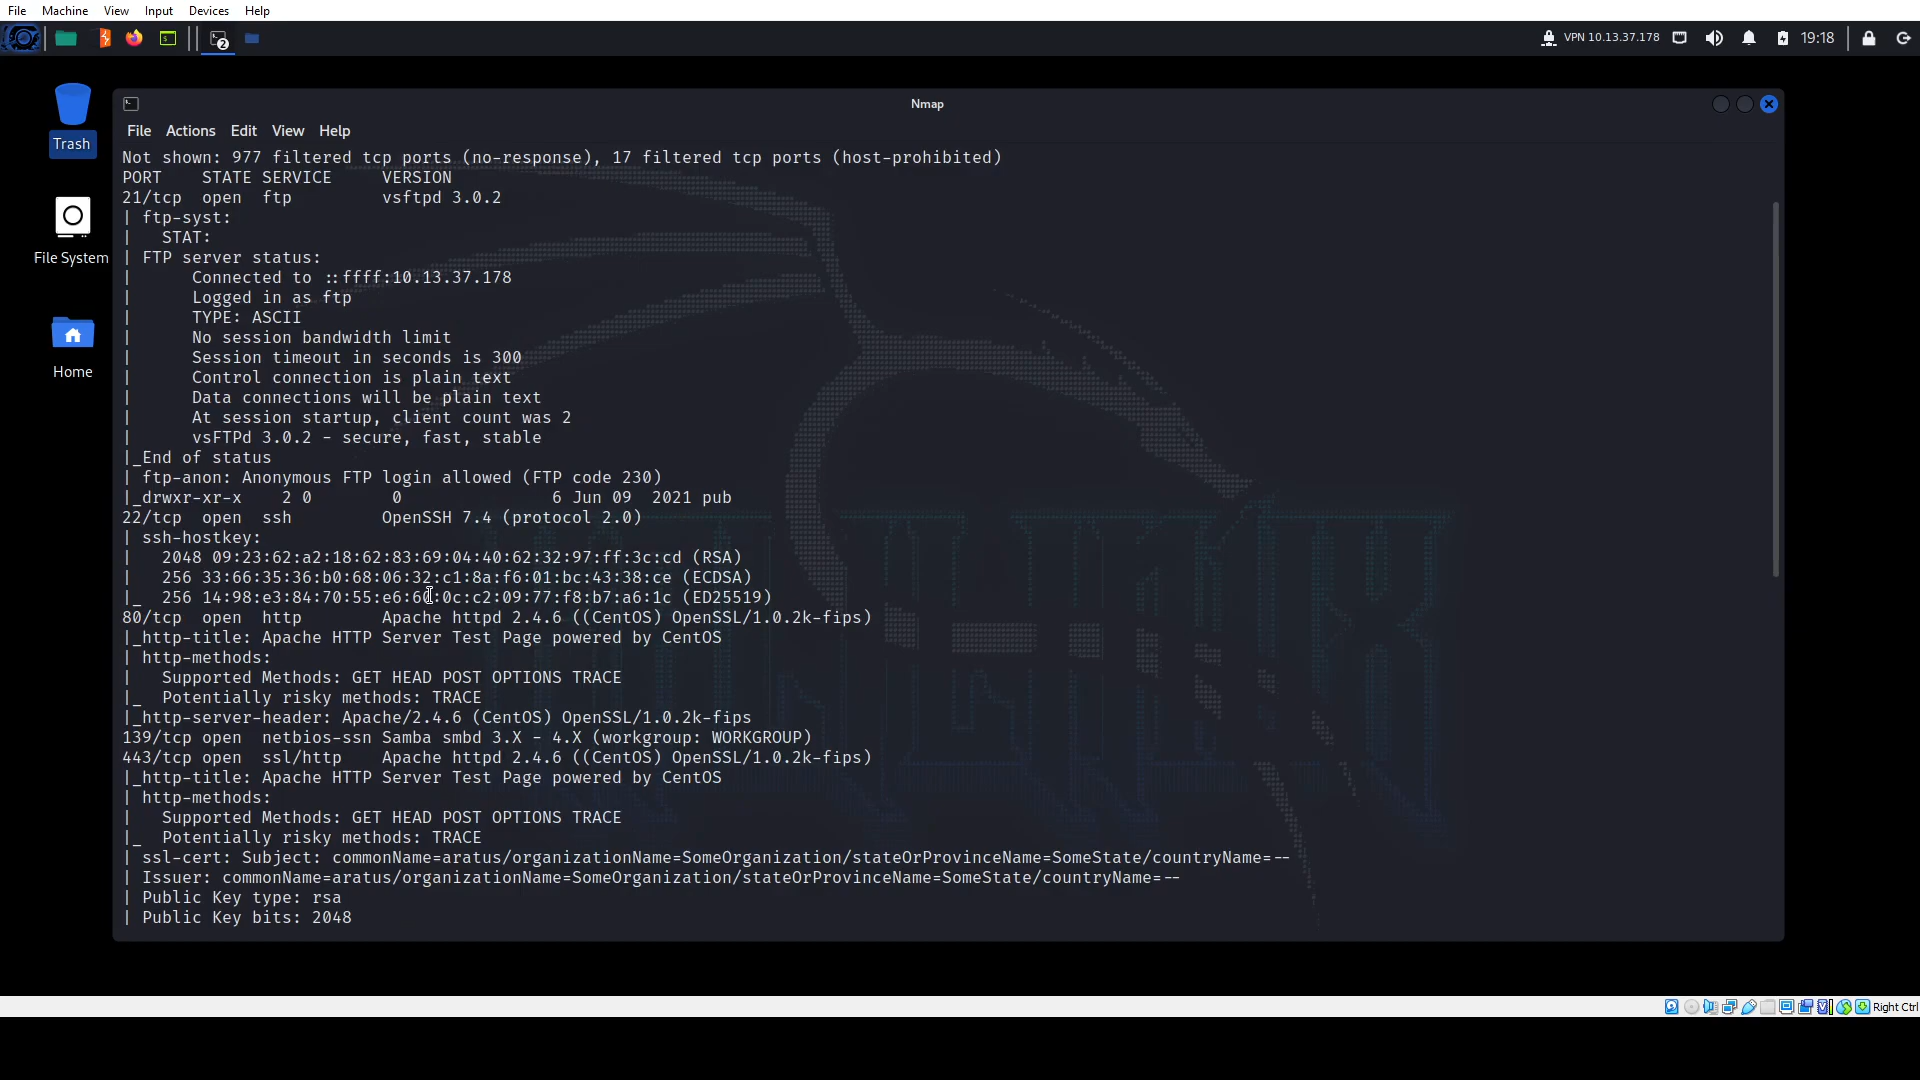 File Machine View Input Devices Help
VPN 10.13.37.178 19:18
Trash
File System
Home
Nmap
File Actions Edit View Help
Not shown: 977 filtered tcp ports (no-response), 17 filtered tcp ports (host-prohibited)
PORT STATE SERVICE VERSION
21/tcp open ftp vsftpd 3.0.2
| ftp-syst:
| STAT:
| FTP server status:
| Connected to ::ffff:10.13.37.178
| Logged in as ftp
| TYPE: ASCII
| No session bandwidth limit
| Session timeout in seconds is 300
| Control connection is plain text
| Data connections will be plain text
| At session startup, client count was 2
| vsFTPd 3.0.2 - secure, fast, stable
|_End of status
| ftp-anon: Anonymous FTP login allowed (FTP code 230)
|_drwxr-xr-x 2 0 0 6 Jun 09 2021 pub
22/tcp open ssh OpenSSH 7.4 (protocol 2.0)
| ssh-hostkey:
| 2048 09:23:62:a2:18:62:83:69:04:40:62:32:97:ff:3c:cd (RSA)
| 256 33:66:35:36:b0:68:06:32:c1:8a:f6:01:bc:43:38:ce (ECDSA)
|_ 256 14:98:e3:84:70:55:e6:60:0c:c2:09:77:f8:b7:a6:1c (ED25519)
80/tcp open http Apache httpd 2.4.6 ((CentOS) OpenSSL/1.0.2k-fips)
|_http-title: Apache HTTP Server Test Page powered by CentOS
| http-methods:
| Supported Methods: GET HEAD POST OPTIONS TRACE
|_ Potentially risky methods: TRACE
|_http-server-header: Apache/2.4.6 (CentOS) OpenSSL/1.0.2k-fips
139/tcp open netbios-ssn Samba smbd 3.X - 4.X (workgroup: WORKGROUP)
443/tcp open ssl/http Apache httpd 2.4.6 ((CentOS) OpenSSL/1.0.2k-fips)
|_http-title: Apache HTTP Server Test Page powered by CentOS
| http-methods:
| Supported Methods: GET HEAD POST OPTIONS TRACE
|_ Potentially risky methods: TRACE
| ssl-cert: Subject: commonName=aratus/organizationName=SomeOrganization/stateOrProvinceName=SomeState/countryName=--
| Issuer: commonName=aratus/organizationName=SomeOrganization/stateOrProvinceName=SomeState/countryName=--
| Public Key type: rsa
| Public Key bits: 2048
Right Ctrl